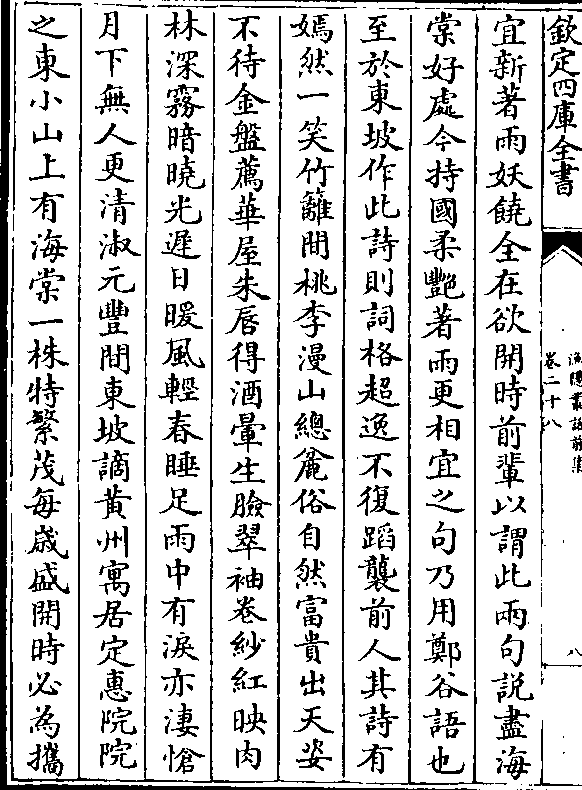 欽定四庫全書
漁隱叢話前集
卷二十八
八
宜新著雨妖饒全在欲開時前軰以謂此兩句説盡海
棠好處今持國柔艷著雨更相宜之句乃用鄭谷語也
至於東坡作此詩則詞格超逸不復蹈襲前人其詩有
嫣然一笑竹籬間桃李漫山總麄俗自然富貴出天姿
不待金盤薦華屋朱唇得酒暈生臉翠袖卷紗紅映肉
林深霧暗曉光遲日暖風輕春睡足雨中有淚亦凄愴
月下無人更清淑元豐間東坡謫黄州寓居定惠院院
之東小山上有海棠一株特繁茂每嵗盛開時必為攜